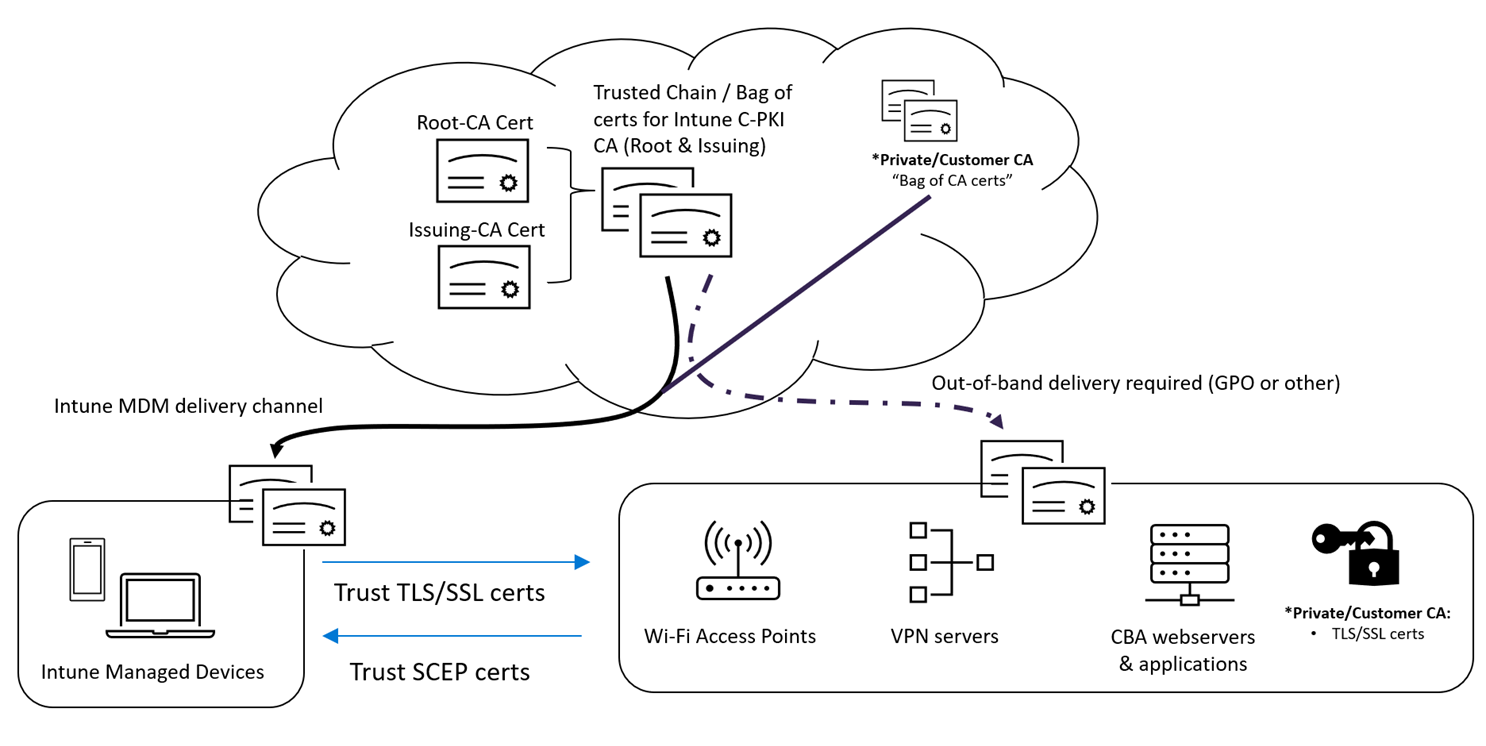 Trusted Chain / Bag of
certs for Intune C-PKI
CA (Root & Issuing)
Root-CA Cert
Issuing-CA Cert
*Private/Customer CA
“Bag of CA certs”
Intune MDM delivery channel
Out-of-band delivery required (GPO or other)
Trust TLS/SSL certs
Trust SCEP certs
Intune Managed Devices
Wi-Fi Access Points
VPN servers
CBA webservers
& applications
*Private/Customer CA:
• TLS/SSL certs